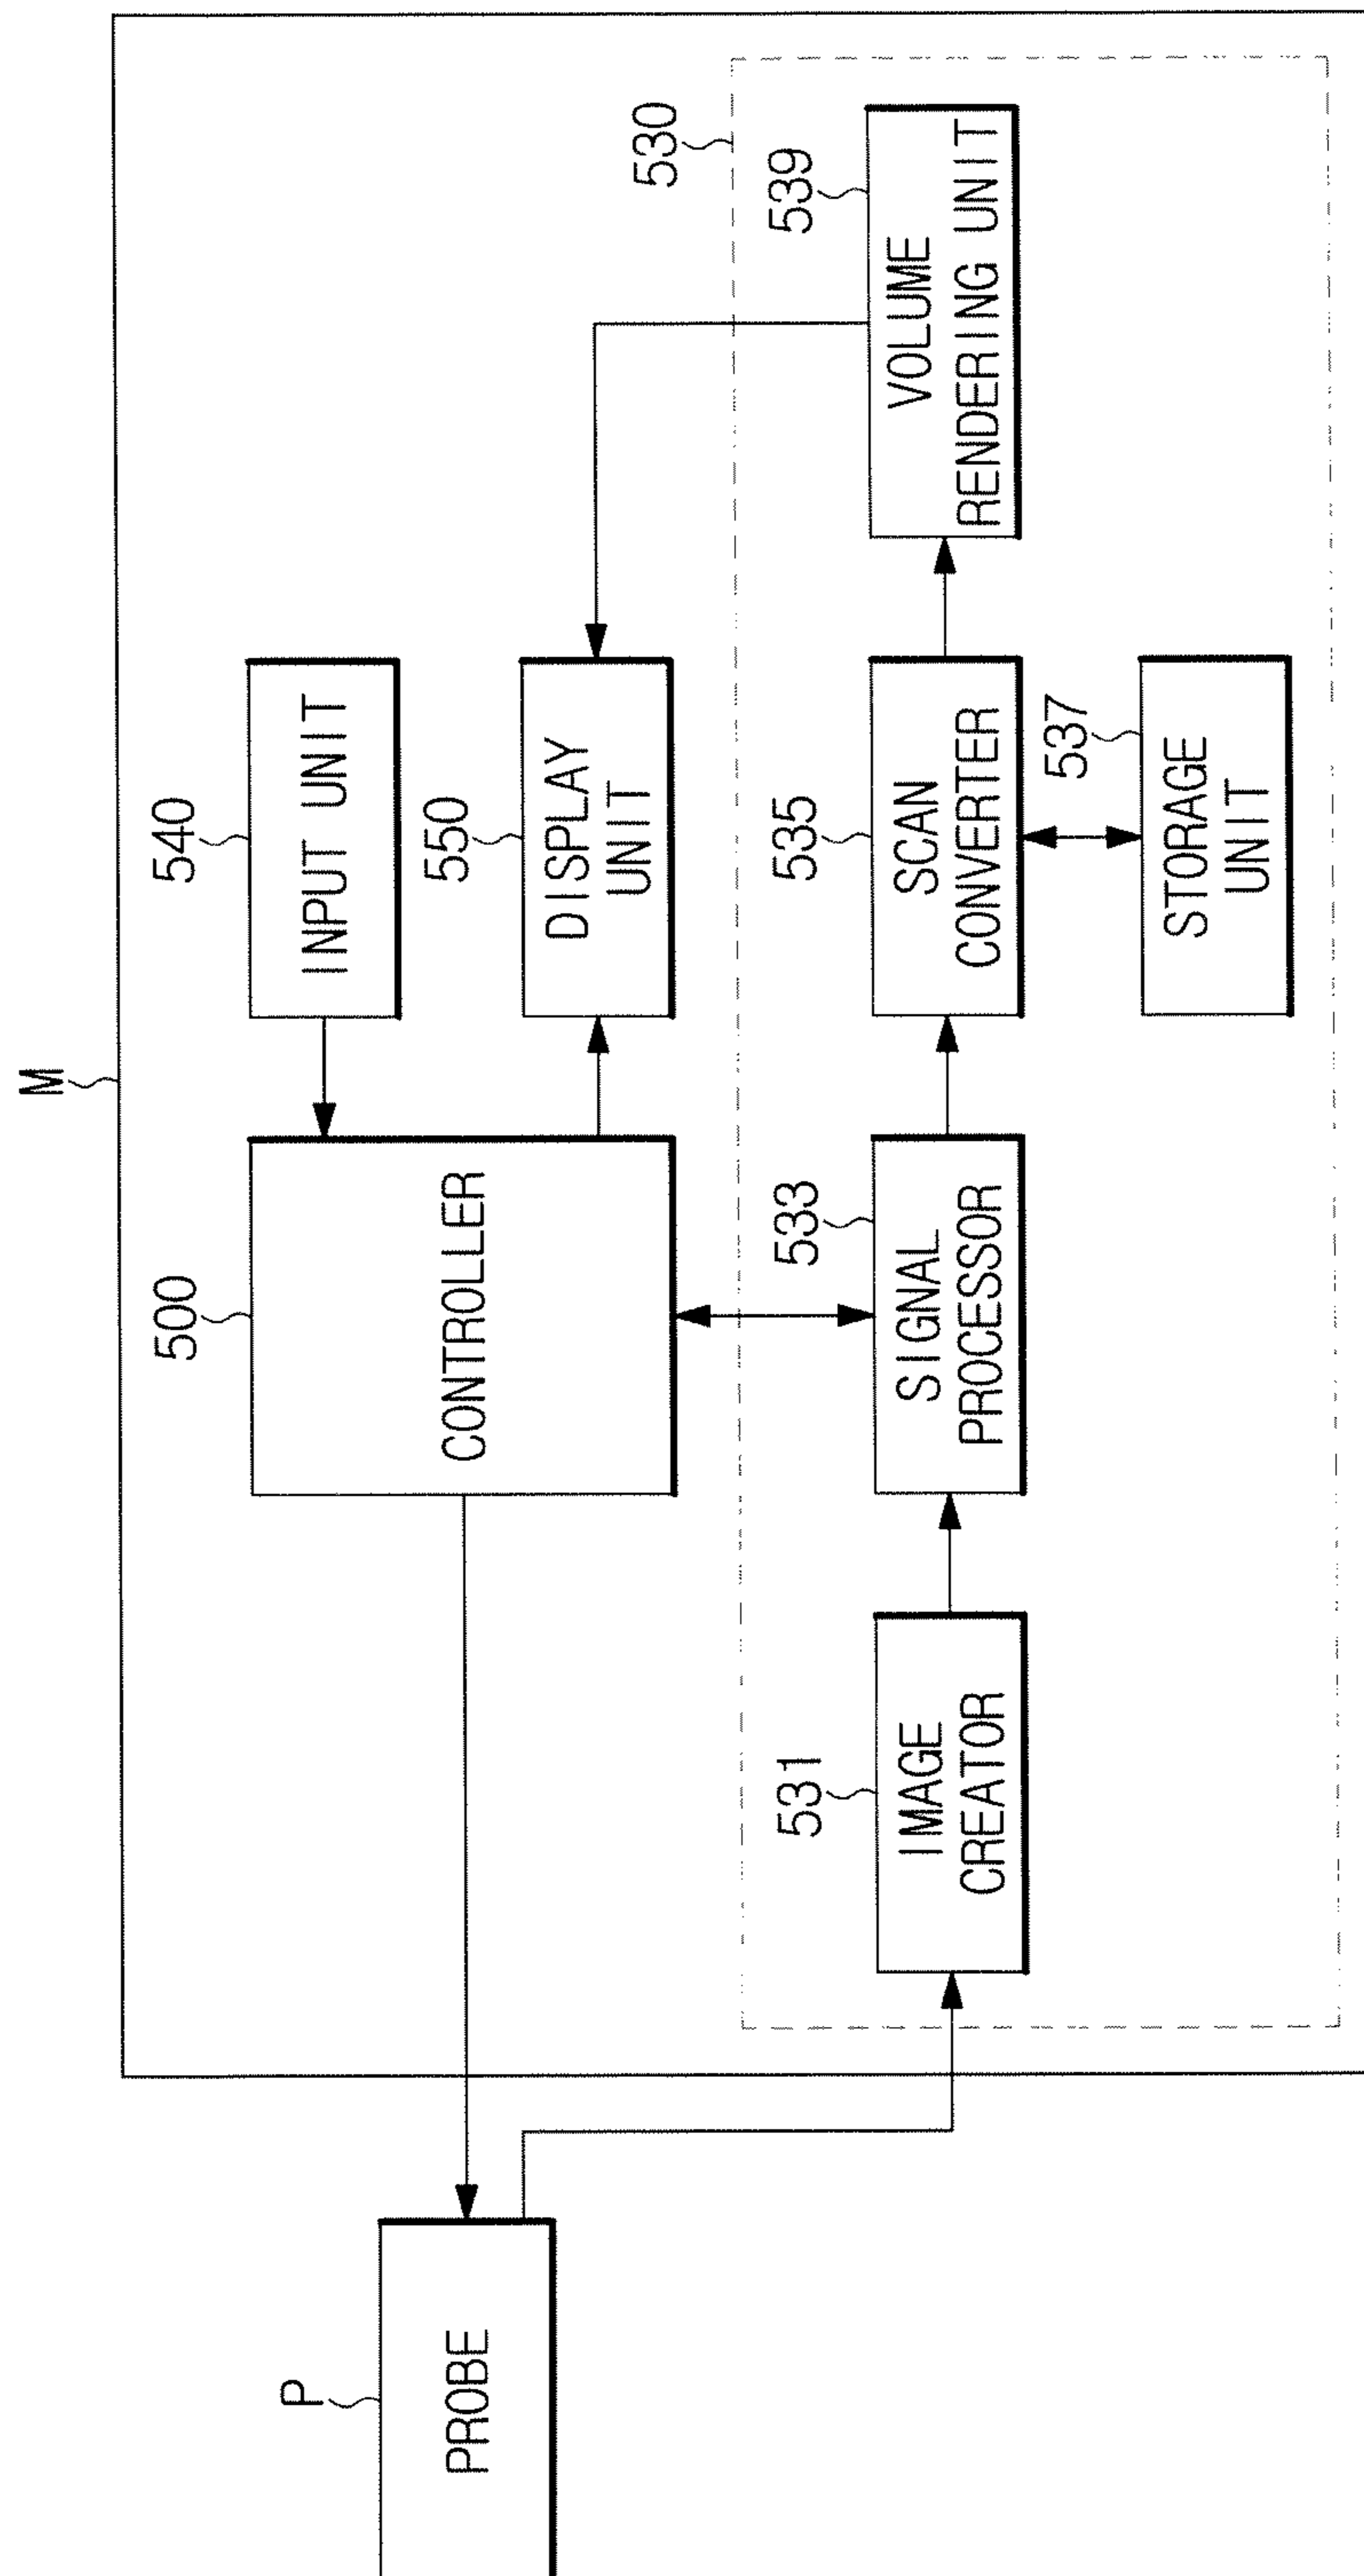 M
P
PROBE
500
CONTROLLER
540
INPUT UNIT
550
DISPLAY
UNIT
530
531
IMAGE
CREATOR
533
SIGNAL
PROCESSOR
535
SCAN
CONVERTER
537
STORAGE
UNIT
539
VOLUME
RENDERING UNIT